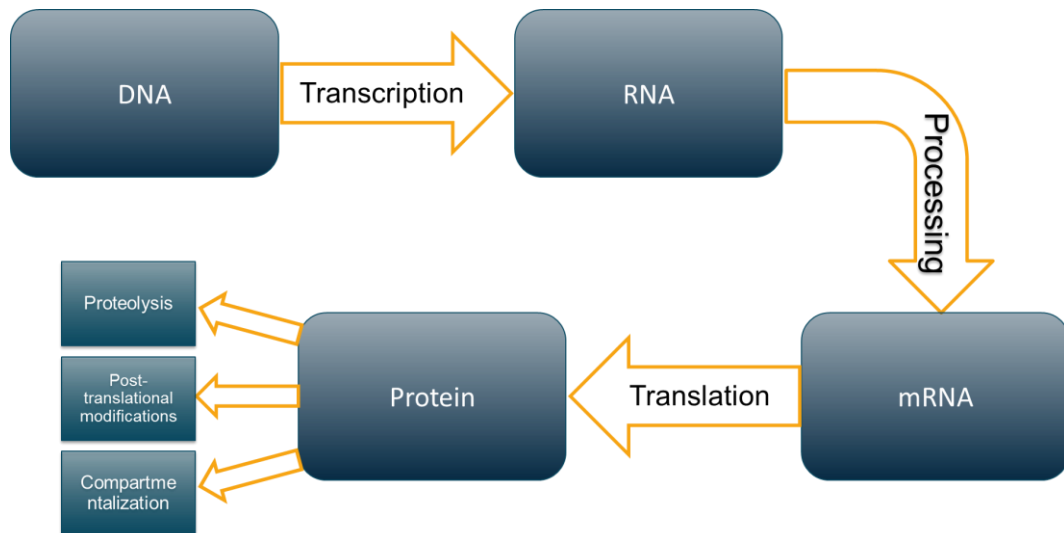 DNA
Transcription
RNA
Processing
Proteolysis
Post-
translational
modifications
Compartme
ntalization
Protein
Translation
mRNA